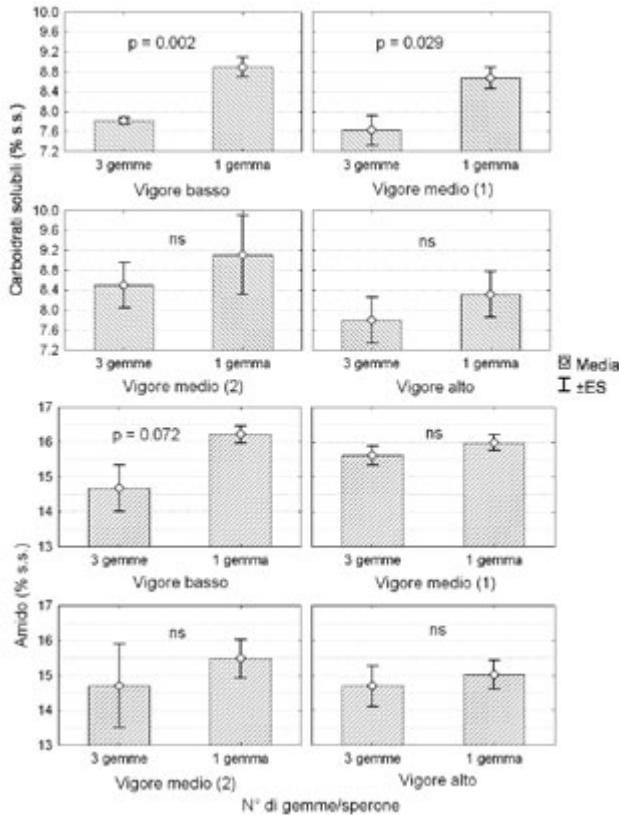 Carboidrati solubili (% s.s.)
10.0
9.6
9.2
8.8
8.4
8.0
7.6
7.2
p = 0.002
3 gemme 1 gemma
Vigore basso
p = 0.029
3 gemme 1 gemma
Vigore medio (1)
10.0
9.6
9.2
8.8
8.4
8.0
7.6
7.2
ns
3 gemme 1 gemma
Vigore medio (2)
ns
3 gemme 1 gemma
Vigore alto
Media
±ES
Amido (% s.s.)
17
16
15
14
13
p = 0.072
3 gemme 1 gemma
Vigore basso
ns
3 gemme 1 gemma
Vigore medio (1)
17
16
15
14
13
ns
3 gemme 1 gemma
Vigore medio (2)
ns
3 gemme 1 gemma
Vigore alto
N° di gemme/sperone